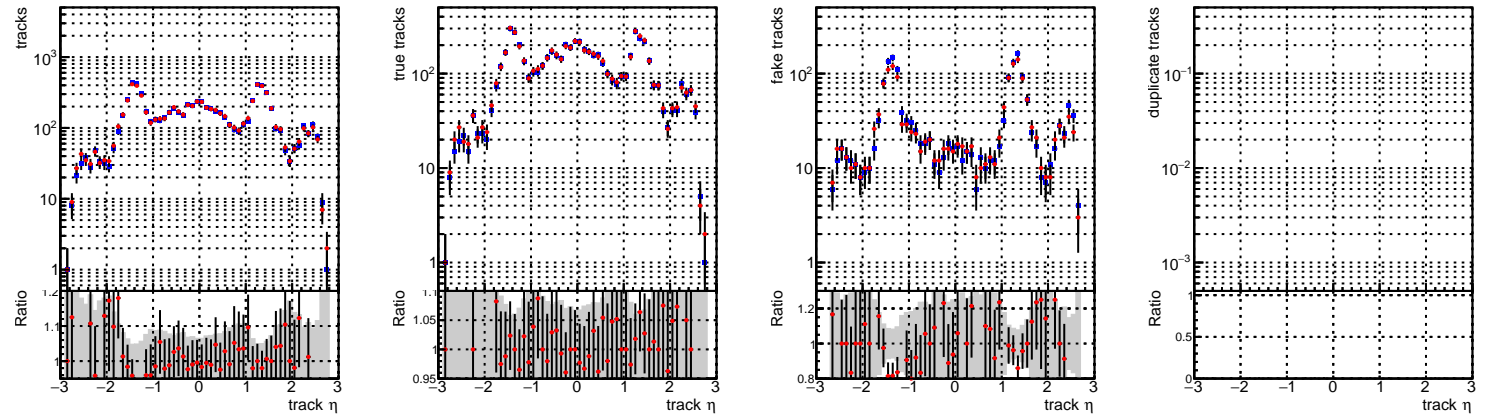 tracks
10³
10²
10
1
Ratio
1.2
1.1
1
−3 −2 −1 0 1 2 3
track η
true tracks
10²
10
1
Ratio
1.1
1.05
1
0.95
−3 −2 −1 0 1 2 3
track η
fake tracks
10²
10
1
Ratio
1.2
1
0.8
−3 −2 −1 0 1 2 3
track η
duplicate tracks
10⁻¹
10⁻²
10⁻³
Ratio
1
0.5
0
−3 −2 −1 0 1 2 3
track η